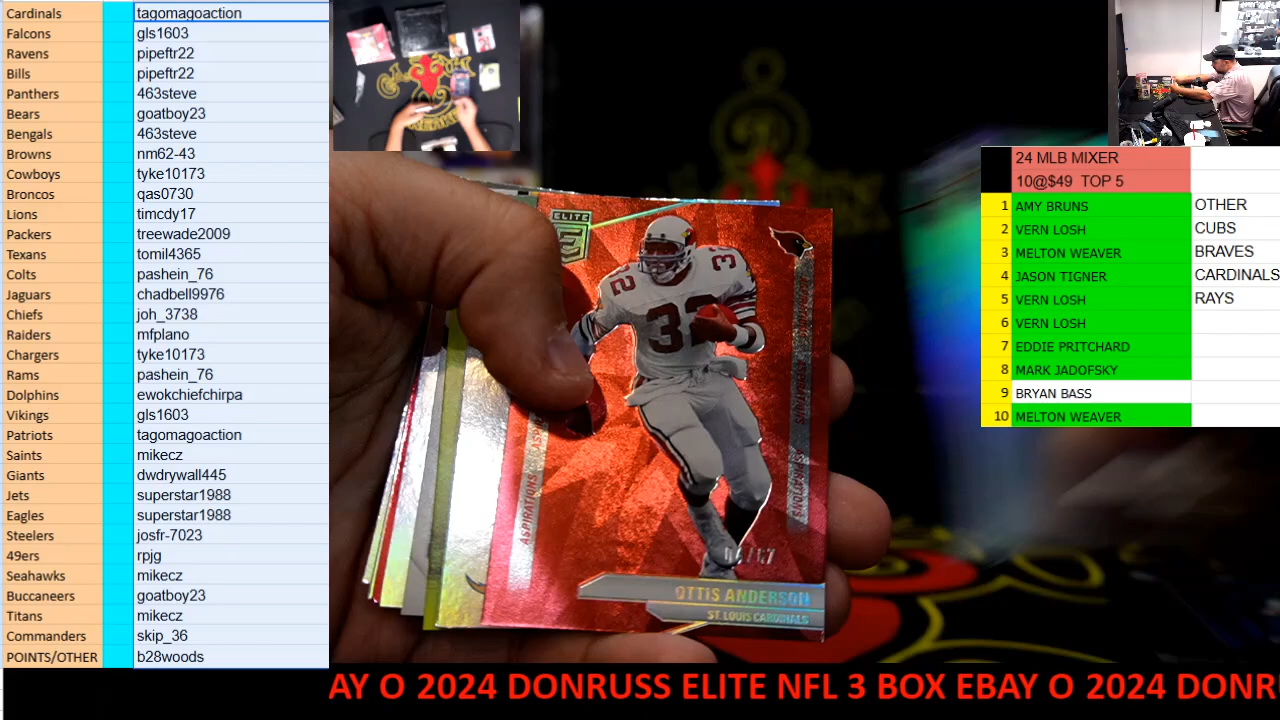 Cardinals tagomagoaction
Falcons gls1603
Ravens pipeftr22
Bills pipeftr22
Panthers 463steve
Bears goatboy23
Bengals 463steve
Browns nm62-43
Cowboys tyke10173
Broncos qas0730
Lions timcdy17
Packers treewade2009
Texans tomil4365
Colts pashein_76
Jaguars chadbell9976
Chiefs joh_3738
Raiders mfplano
Chargers tyke10173
Rams pashein_76
Dolphins ewokchiefchirpa
Vikings gls1603
Patriots tagomagoaction
Saints mikecz
Giants dwdrywall445
Jets superstar1988
Eagles superstar1988
Steelers josfr-7023
49ers rpjg
Seahawks mikecz
Buccaneers goatboy23
Titans mikecz
Commanders skip_36
POINTS/OTHER b28woods
ELITE
32
32
ASPIRATIONS
ASPIRATIONS
OTTIS ANDERSON
ST. LOUIS CARDINALS
24 MLB MIXER
10@$49 TOP 5
1 AMY BRUNS OTHER
2 VERN LOSH CUBS
3 MELTON WEAVER BRAVES
4 JASON TIGNER CARDINALS
5 VERN LOSH RAYS
6 VERN LOSH
7 EDDIE PRITCHARD
8 MARK JADOFSKY
9 BRYAN BASS
10 MELTON WEAVER
AY O 2024 DONRUSS ELITE NFL 3 BOX EBAY O 2024 DONR